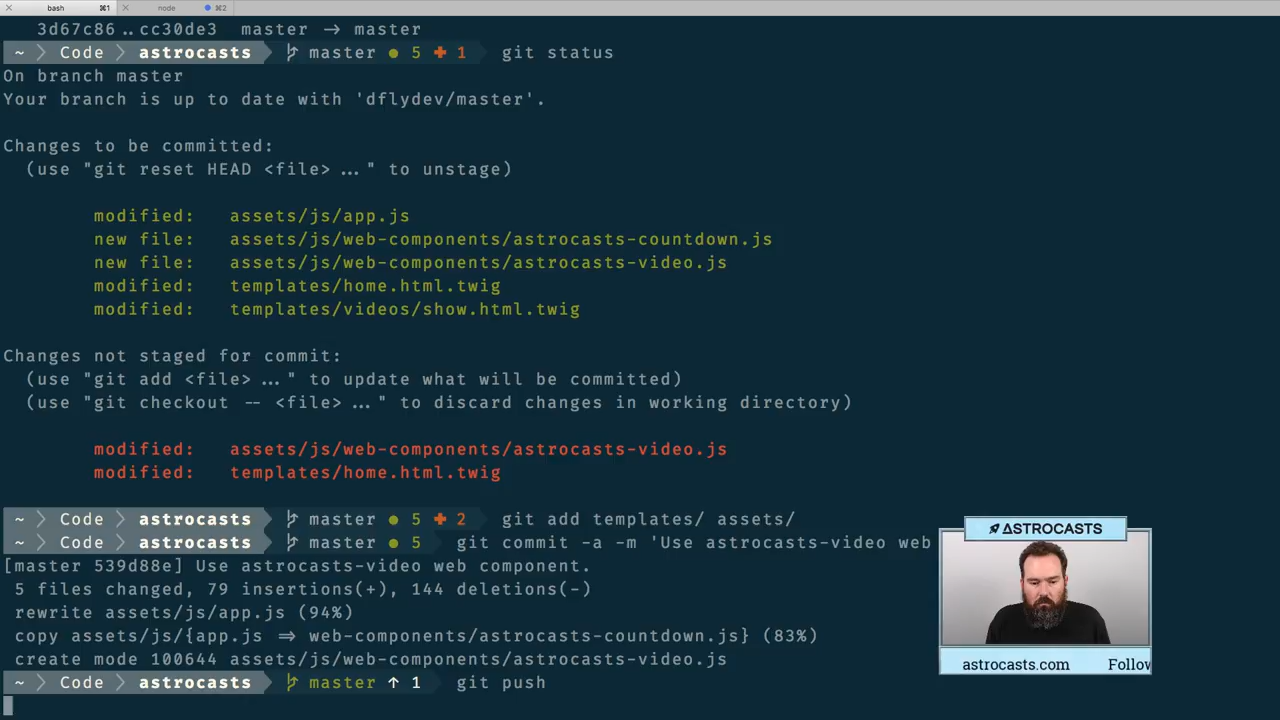 bash ⌘1 node ⌘2
3d67c86..cc30de3 master -> master
~ Code astrocasts master ● 5 ✚ 1 git status
On branch master
Your branch is up to date with 'dflydev/master'.
Changes to be committed:
(use "git reset HEAD <file>..." to unstage)
modified: assets/js/app.js
new file: assets/js/web-components/astrocasts-countdown.js
new file: assets/js/web-components/astrocasts-video.js
modified: templates/home.html.twig
modified: templates/videos/show.html.twig
Changes not staged for commit:
(use "git add <file>..." to update what will be committed)
(use "git checkout -- <file>..." to discard changes in working directory)
modified: assets/js/web-components/astrocasts-video.js
modified: templates/home.html.twig
~ Code astrocasts master ● 5 ✚ 2 git add templates/ assets/
~ Code astrocasts master ● 5 git commit -a -m 'Use astrocasts-video web
[master 539d88e] Use astrocasts-video web component.
5 files changed, 79 insertions(+), 144 deletions(-)
rewrite assets/js/app.js (94%)
copy assets/js/{app.js => web-components/astrocasts-countdown.js} (83%)
create mode 100644 assets/js/web-components/astrocasts-video.js
~ Code astrocasts master ↑ 1 git push
ΔSTROCASTS
astrocasts.com Follow